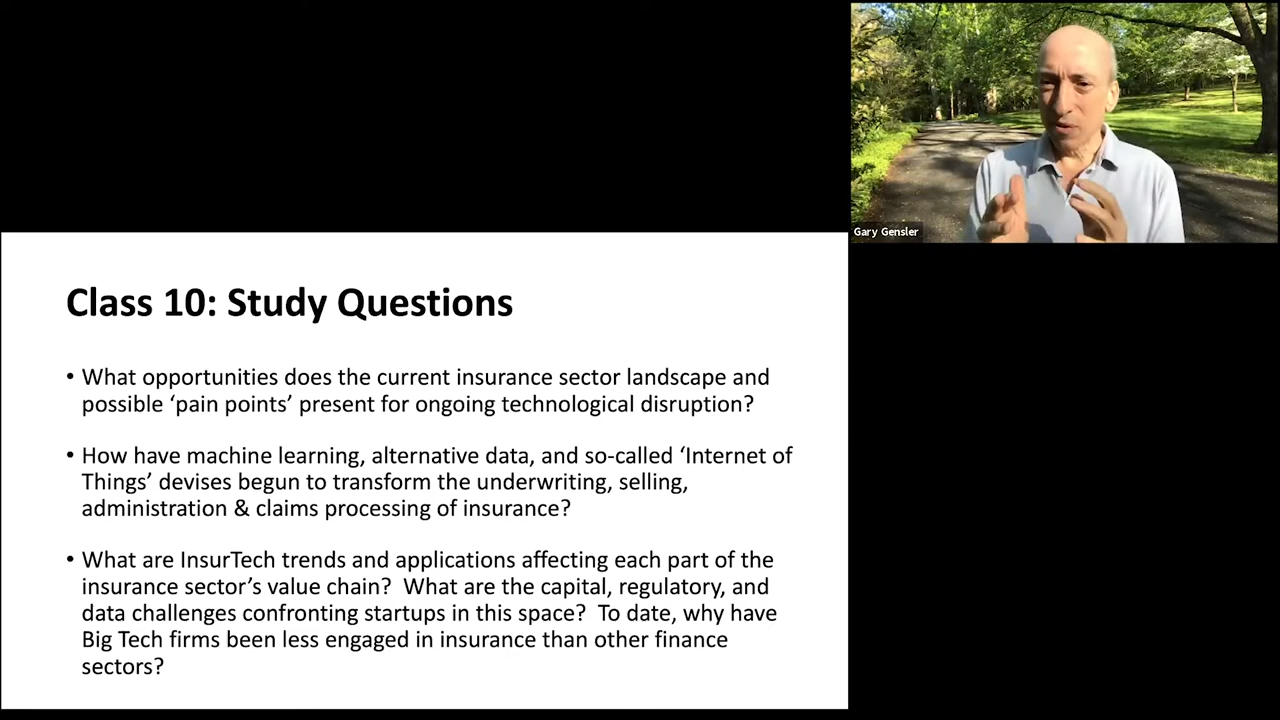 Gary Gensler
Class 10: Study Questions
• What opportunities does the current insurance sector landscape and
possible ‘pain points’ present for ongoing technological disruption?
• How have machine learning, alternative data, and so-called ‘Internet of
Things’ devises begun to transform the underwriting, selling,
administration & claims processing of insurance?
• What are InsurTech trends and applications affecting each part of the
insurance sector’s value chain?  What are the capital, regulatory, and
data challenges confronting startups in this space?  To date, why have
Big Tech firms been less engaged in insurance than other finance
sectors?